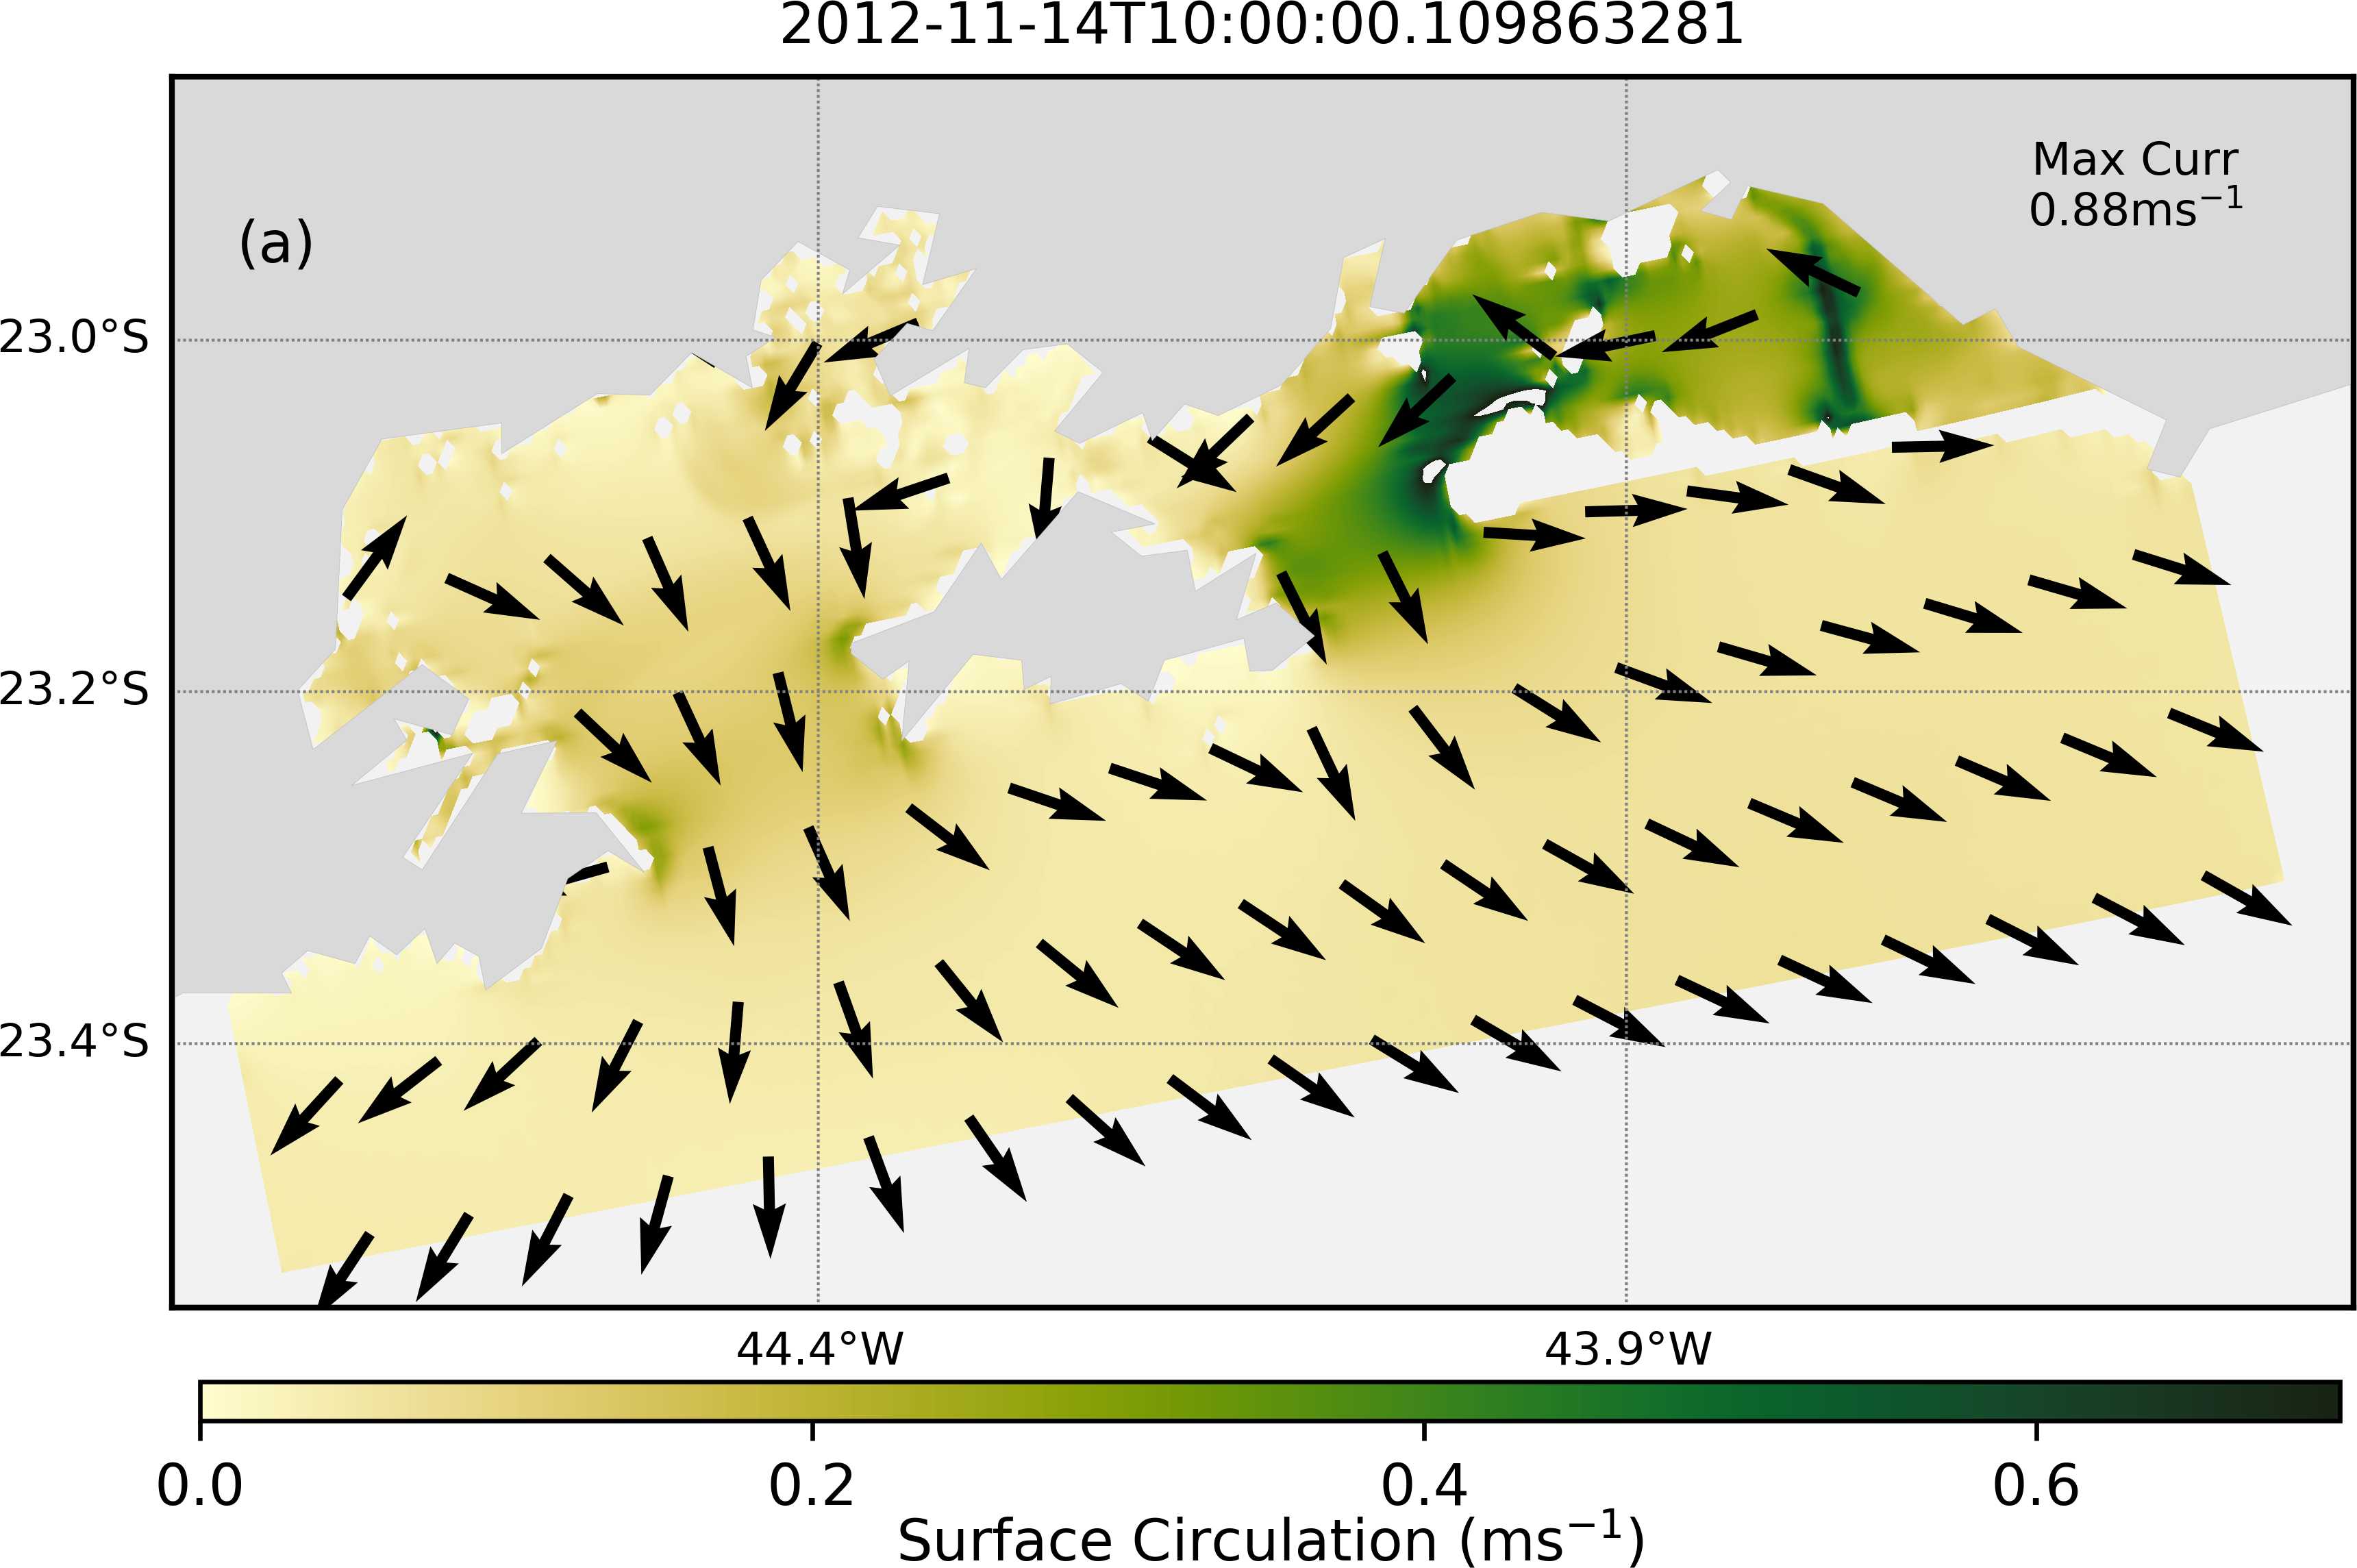 2012-11-14T10:00:00.109863281
Max Curr
0.88ms⁻¹
(a)
23.0°S
23.2°S
23.4°S
44.4°W 43.9°W
0.0 0.2 0.4 0.6
Surface Circulation (ms⁻¹)